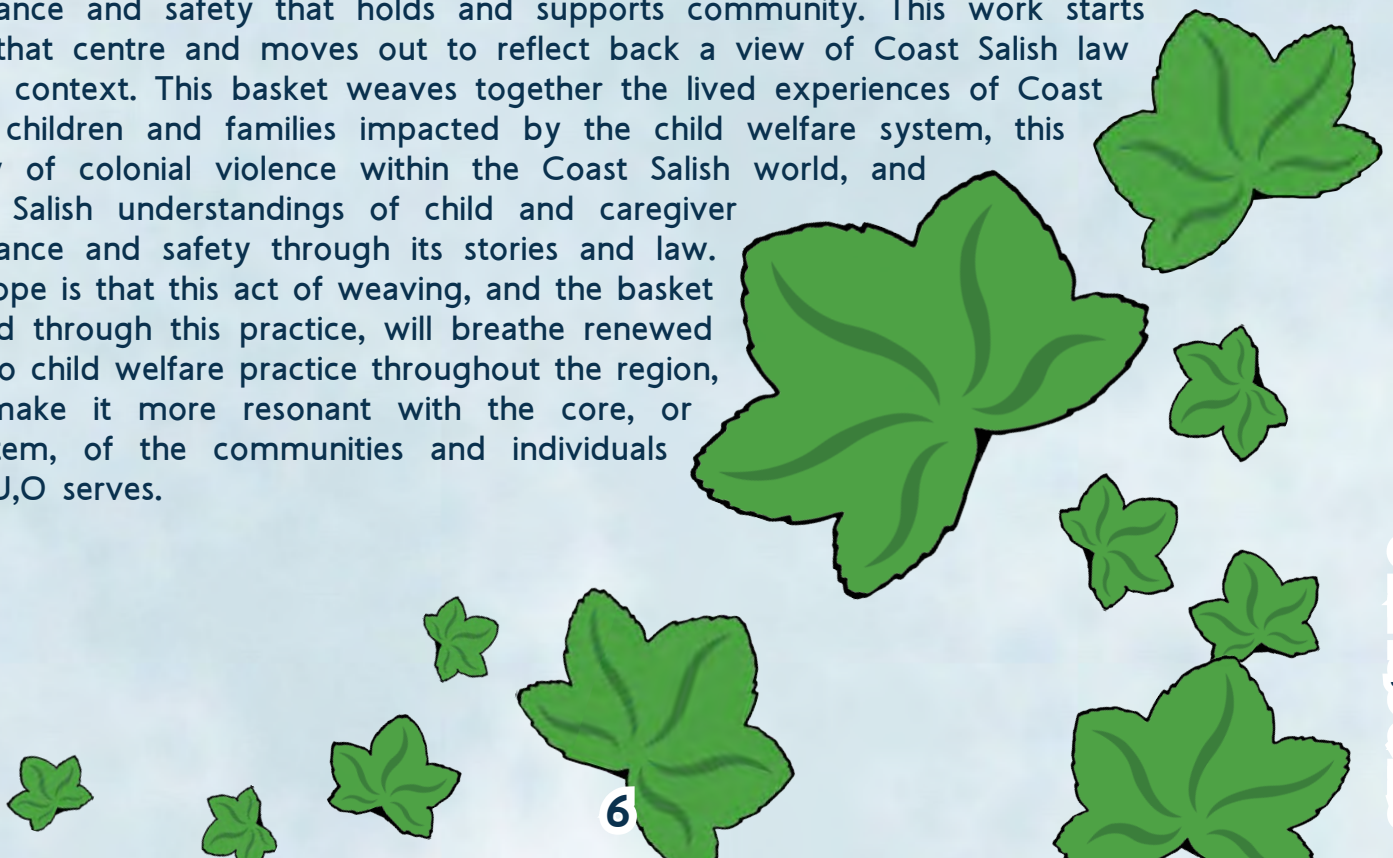 ance and safety that holds and supports community. This work starts
that centre and moves out to reflect back a view of Coast Salish law
context. This basket weaves together the lived experiences of Coast
children and families impacted by the child welfare system, this
of colonial violence within the Coast Salish world, and
Salish understandings of child and caregiver
ance and safety through its stories and law.
ope is that this act of weaving, and the basket
d through this practice, will breathe renewed
o child welfare practice throughout the region,
make it more resonant with the core, or
tem, of the communities and individuals
U,O serves.
6